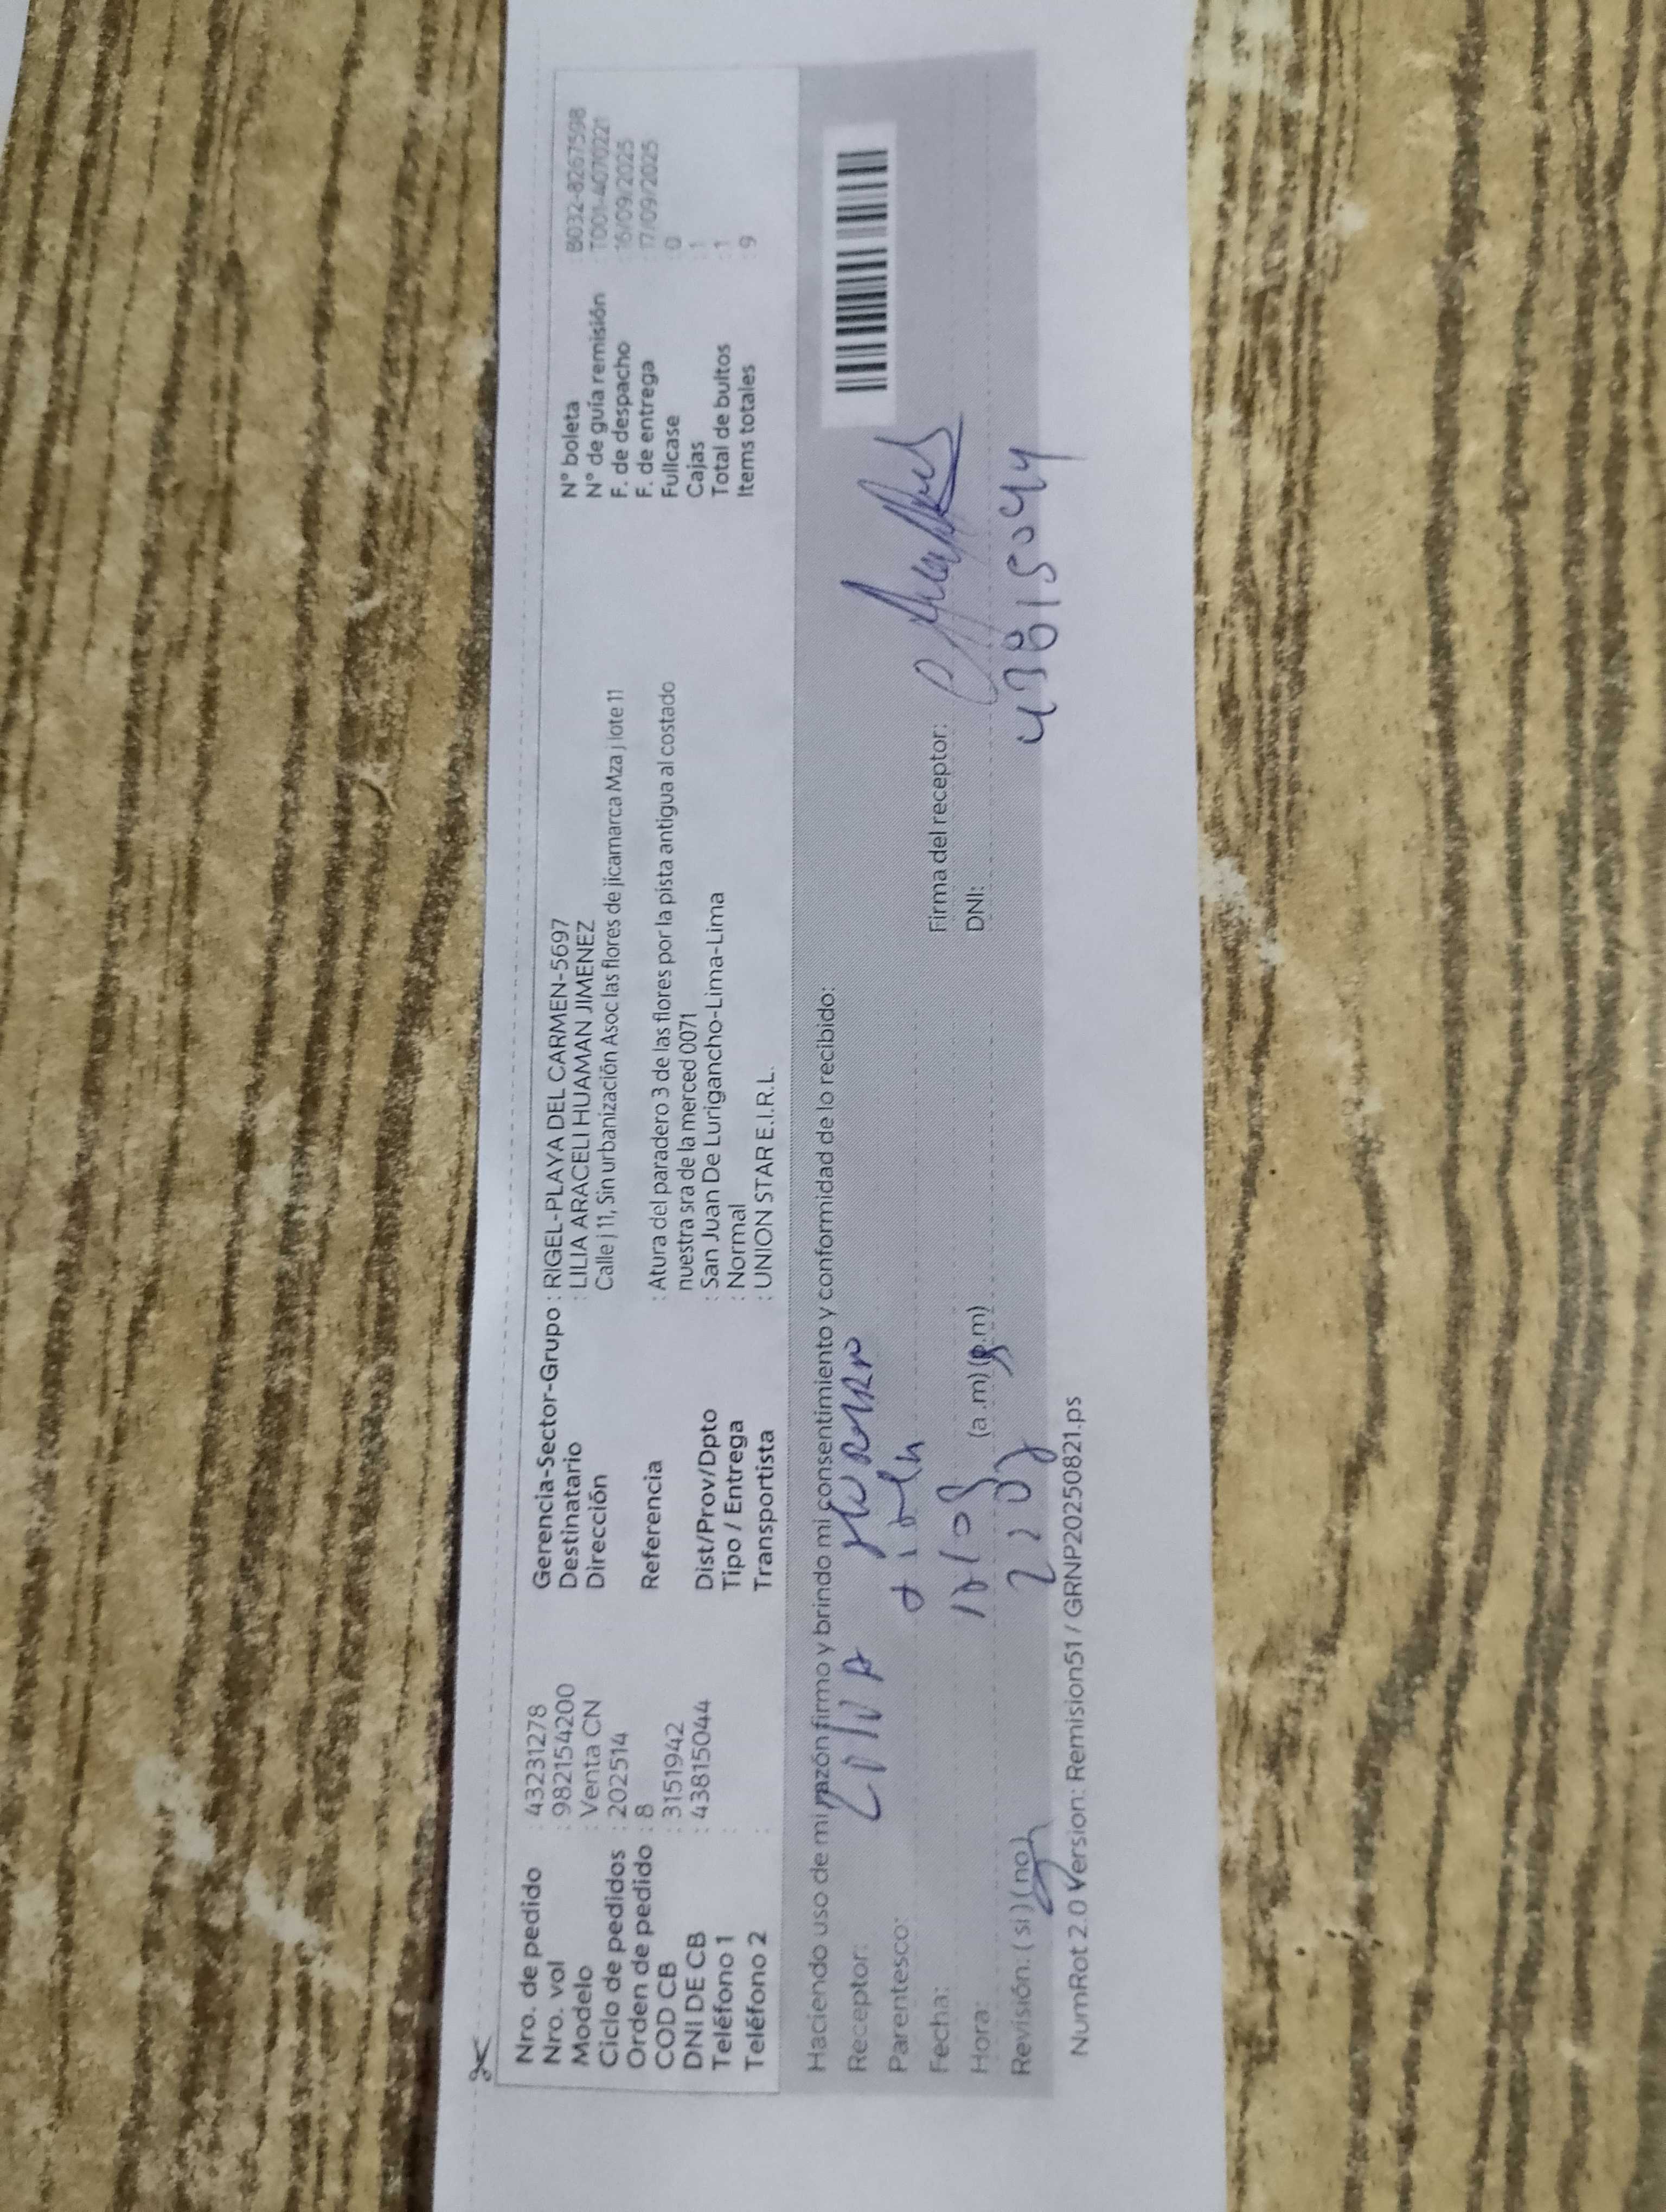 Nro. de pedido : 43231278
Nro. vol : 982154200
Modelo : Venta CN
Ciclo de pedidos : 202514
Orden de pedido : 8
COD CB : 3151942
DNI DE CB : 43815044
Teléfono 1 :
Teléfono 2 :
Gerencia-Sector-Grupo : RIGEL-PLAYA DEL CARMEN-5697
Destinatario : LILIA ARACELI HUAMAN JIMENEZ
Dirección Calle j 11, Sin urbanización Asoc las flores de jicamarca Mza j lote 11
Referencia : Atura del paradero 3 de las flores por la pista antigua al costado
nuestra sra de la merced 0071
Dist/Prov/Dpto : San Juan De Lurigancho-Lima-Lima
Tipo / Entrega : Normal
Transportista : UNION STAR E.I.R.L.
N° boleta B032-8267598
N° de guía remisión : T001-4070221
F. de despacho : 16/09/2025
F. de entrega : 17/09/2025
Fullcase : 0
Cajas : 1
Total de bultos : 1
Items totales : 9
Haciendo uso de mi razón firmo y brindo mi consentimiento y conformidad de lo recibido:
Receptor:
Parentesco:
Fecha:
Hora: (a.m) (p.m)
Revisión: ( si ) ( no )
Firma del receptor:
DNI: 43815044
NumRot 2.0 Version: Remision51 / GRNP20250821.ps